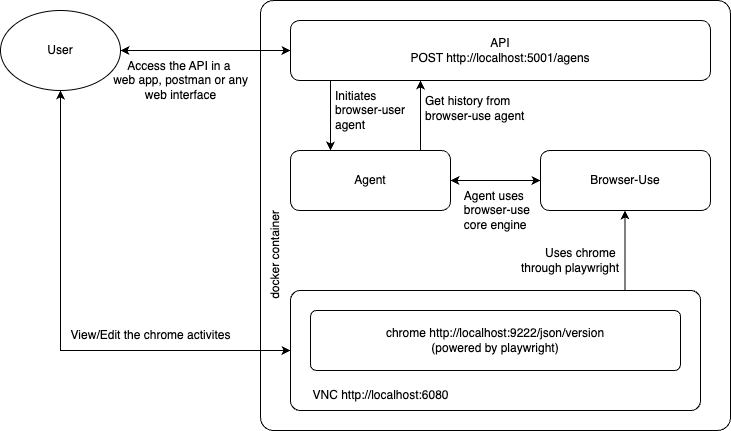 User
API
POST http://localhost:5001/agens
Access the API in a
web app, postman or any
web interface
Initiates
browser-user
agent
Get history from
browser-use agent
Agent
Browser-Use
Agent uses
browser-use
core engine
docker container
Uses chrome
through playwright
View/Edit the chrome activites
chrome http://localhost:9222/json/version
(powered by playwright)
VNC http://localhost:6080